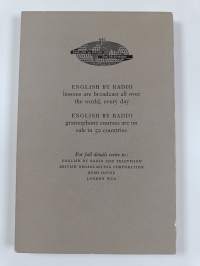 ENGLISH BY RADIO
lessons are broadcast all over
the world, every day
ENGLISH BY RADIO
gramophone courses are on
sale in 52 countries
For full details write to:
ENGLISH BY RADIO AND TELEVISION
BRITISH BROADCASTING CORPORATION
BUSH HOUSE
LONDON WC2